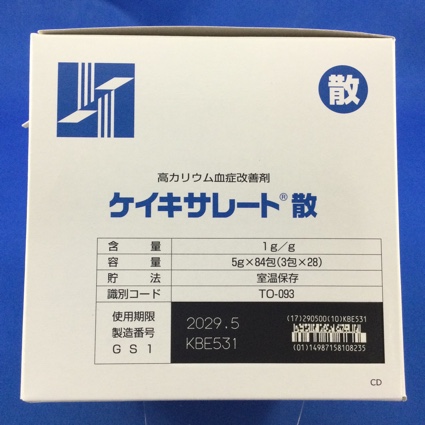 散
高カリウム血症改善剤
ケイキサレート®散
含量 1g/g
容量 5g×84包(3包×28)
貯法 室温保存
識別コード TO-093
使用期限 2029.5
製造番号 KBE531
GS1
(17)290500(10)KBE531
(01)14987158108235
CD